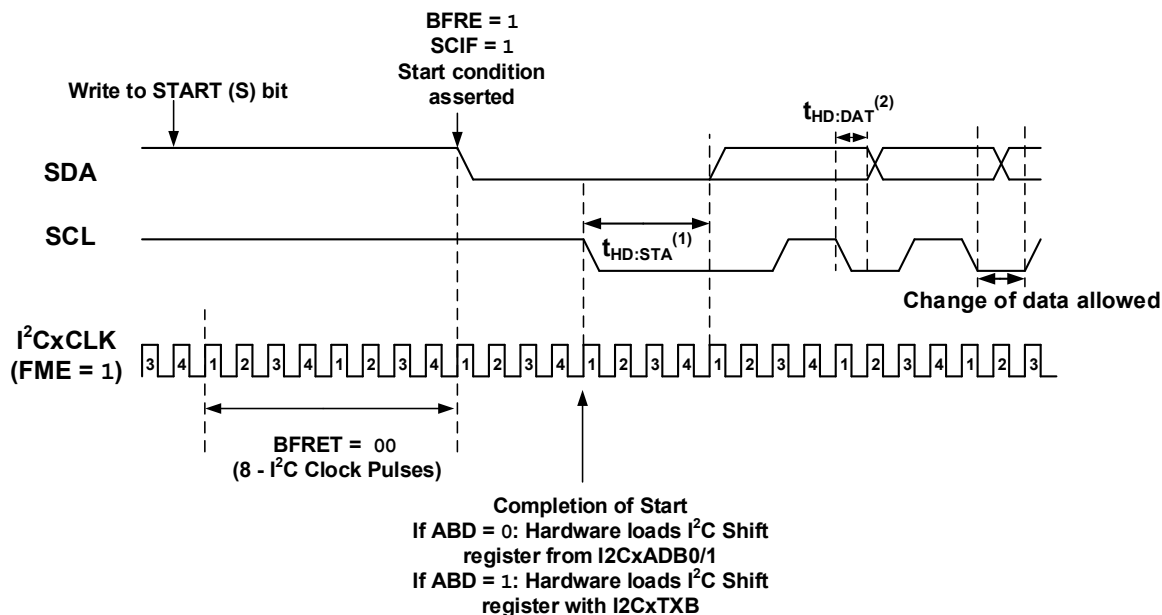 BFRE = 1
SCIF = 1
Start condition
asserted
Write to START (S) bit
tHD:DAT(2)
SDA
SCL
tHD:STA(1)
Change of data allowed
I²CxCLK
(FME = 1)
3 4 1 2 3 4 1 2 3 4 1 2 3 4 1 2 3 4 1 2 3 4 1 2 3 4 1 2 3
BFRET = 00
(8 - I²C Clock Pulses)
Completion of Start
If ABD = 0: Hardware loads I²C Shift
register from I2CxADB0/1
If ABD = 1: Hardware loads I²C Shift
register with I2CxTXB